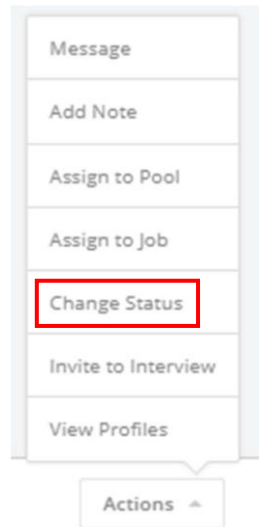 Message
Add Note
Assign to Pool
Assign to Job
Change Status
Invite to Interview
View Profiles
Actions